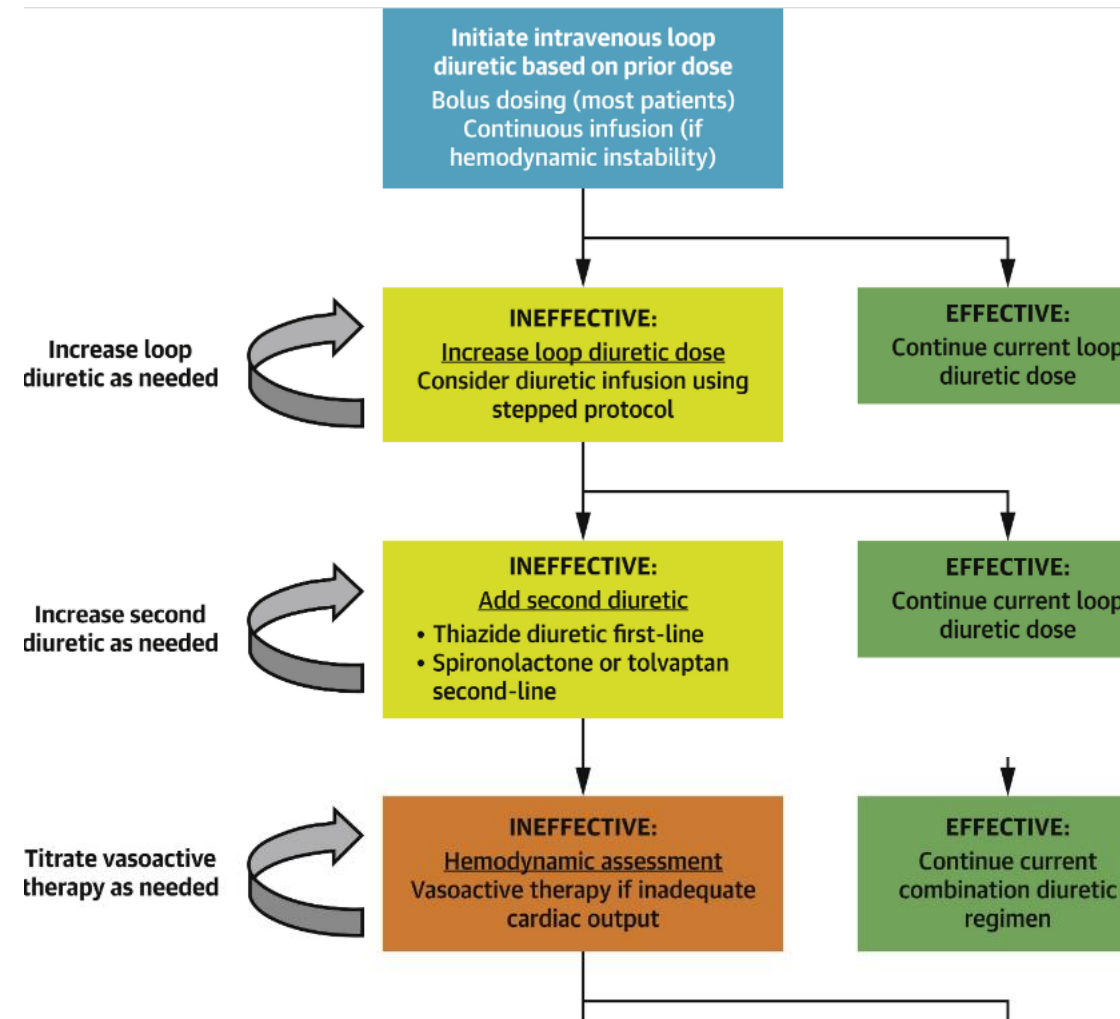 Initiate intravenous loop
diuretic based on prior dose
Bolus dosing (most patients)
Continuous infusion (if
hemodynamic instability)
Increase loop
diuretic as needed
INEFFECTIVE:
Increase loop diuretic dose
Consider diuretic infusion using
stepped protocol
EFFECTIVE:
Continue current loop
diuretic dose
Increase second
diuretic as needed
INEFFECTIVE:
Add second diuretic
• Thiazide diuretic first-line
• Spironolactone or tolvaptan
second-line
EFFECTIVE:
Continue current loop
diuretic dose
Titrate vasoactive
therapy as needed
INEFFECTIVE:
Hemodynamic assessment
Vasoactive therapy if inadequate
cardiac output
EFFECTIVE:
Continue current
combination diuretic
regimen